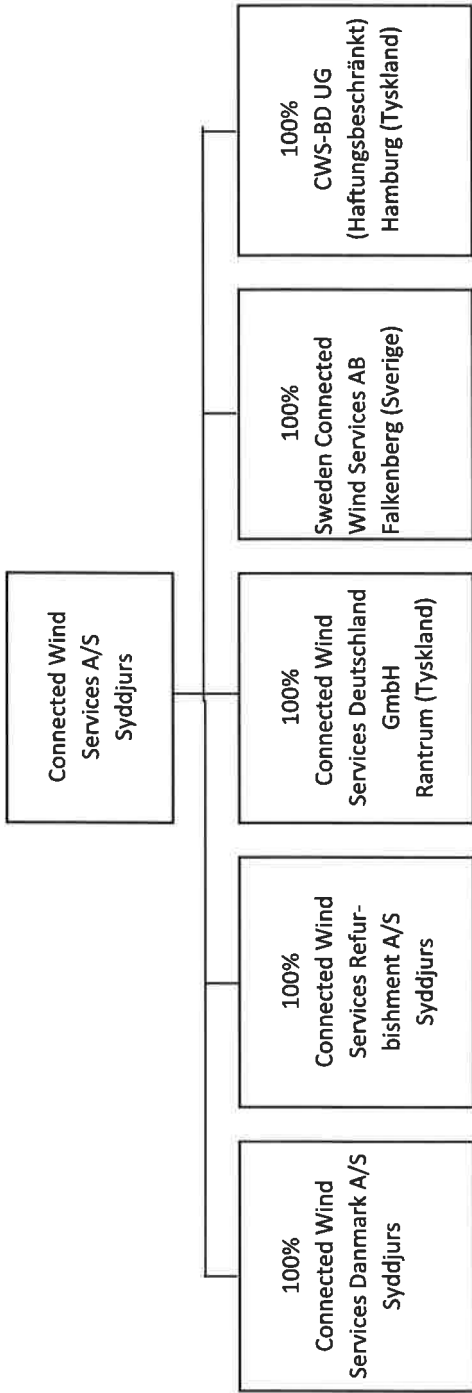 Connected Wind
Services A/S
Syddjurs
100%
Connected Wind
Services Danmark A/S
Syddjurs
100%
Connected Wind
Services Refur-
bishment A/S
Syddjurs
100%
Connected Wind
Services Deutschland
GmbH
Rantrum (Tyskland)
100%
Sweden Connected
Wind Services AB
Falkenberg (Sverige)
100%
CWS-BD UG
(Haftungsbeschränkt)
Hamburg (Tyskland)